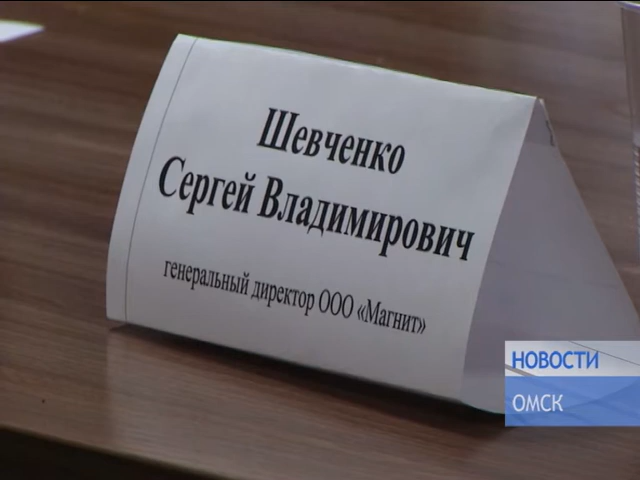 Шевченко
Сергей Владимирович
генеральный директор ООО «Магнит»
НОВОСТИ
ОМСК